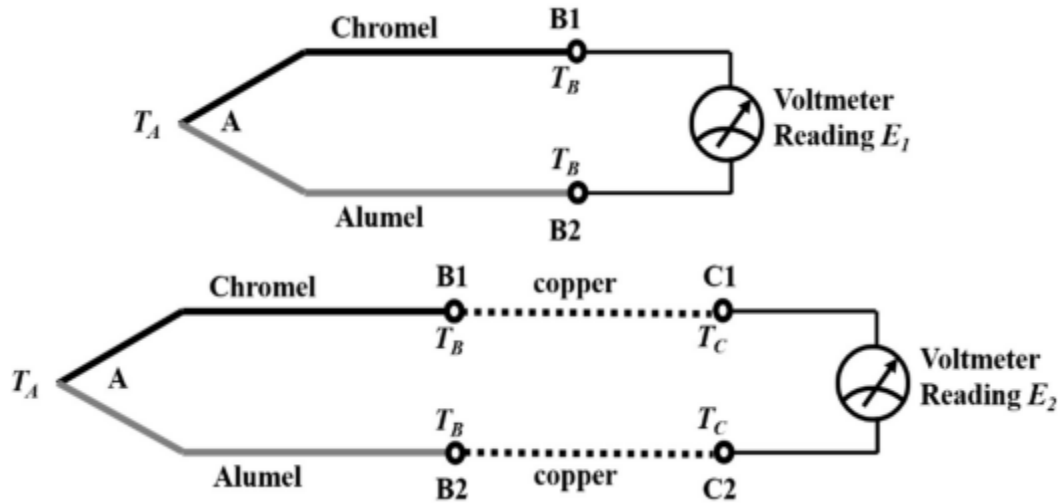 Chromel
B1
T_B
T_A
A
Voltmeter
Reading E_1
T_B
Alumel
B2
Chromel
B1
copper
C1
T_B
T_C
T_A
A
Voltmeter
Reading E_2
T_B
T_C
Alumel
B2
copper
C2